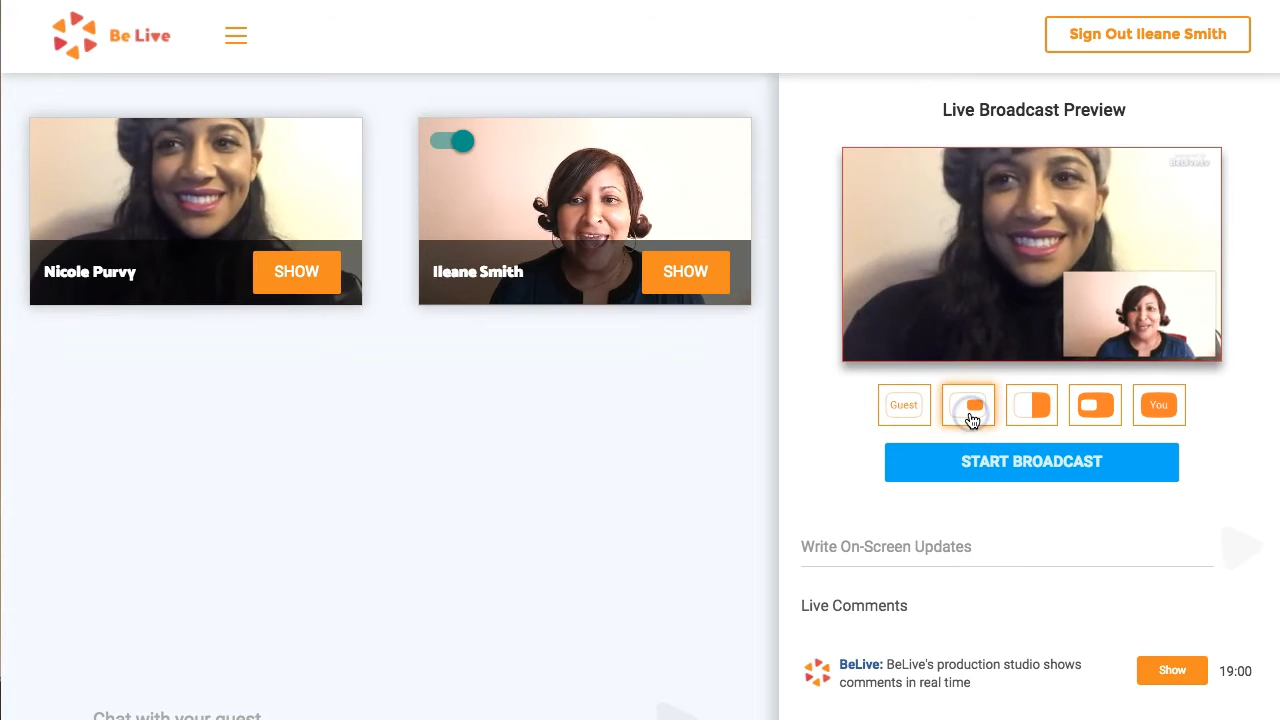 Be Live
Sign Out Ileane Smith
Nicole Purvy
SHOW
Ileane Smith
SHOW
Live Broadcast Preview
BeLive.tv
Guest
You
START BROADCAST
Write On-Screen Updates
Live Comments
BeLive: BeLive's production studio shows
comments in real time
Show
19:00
Chat with your guest